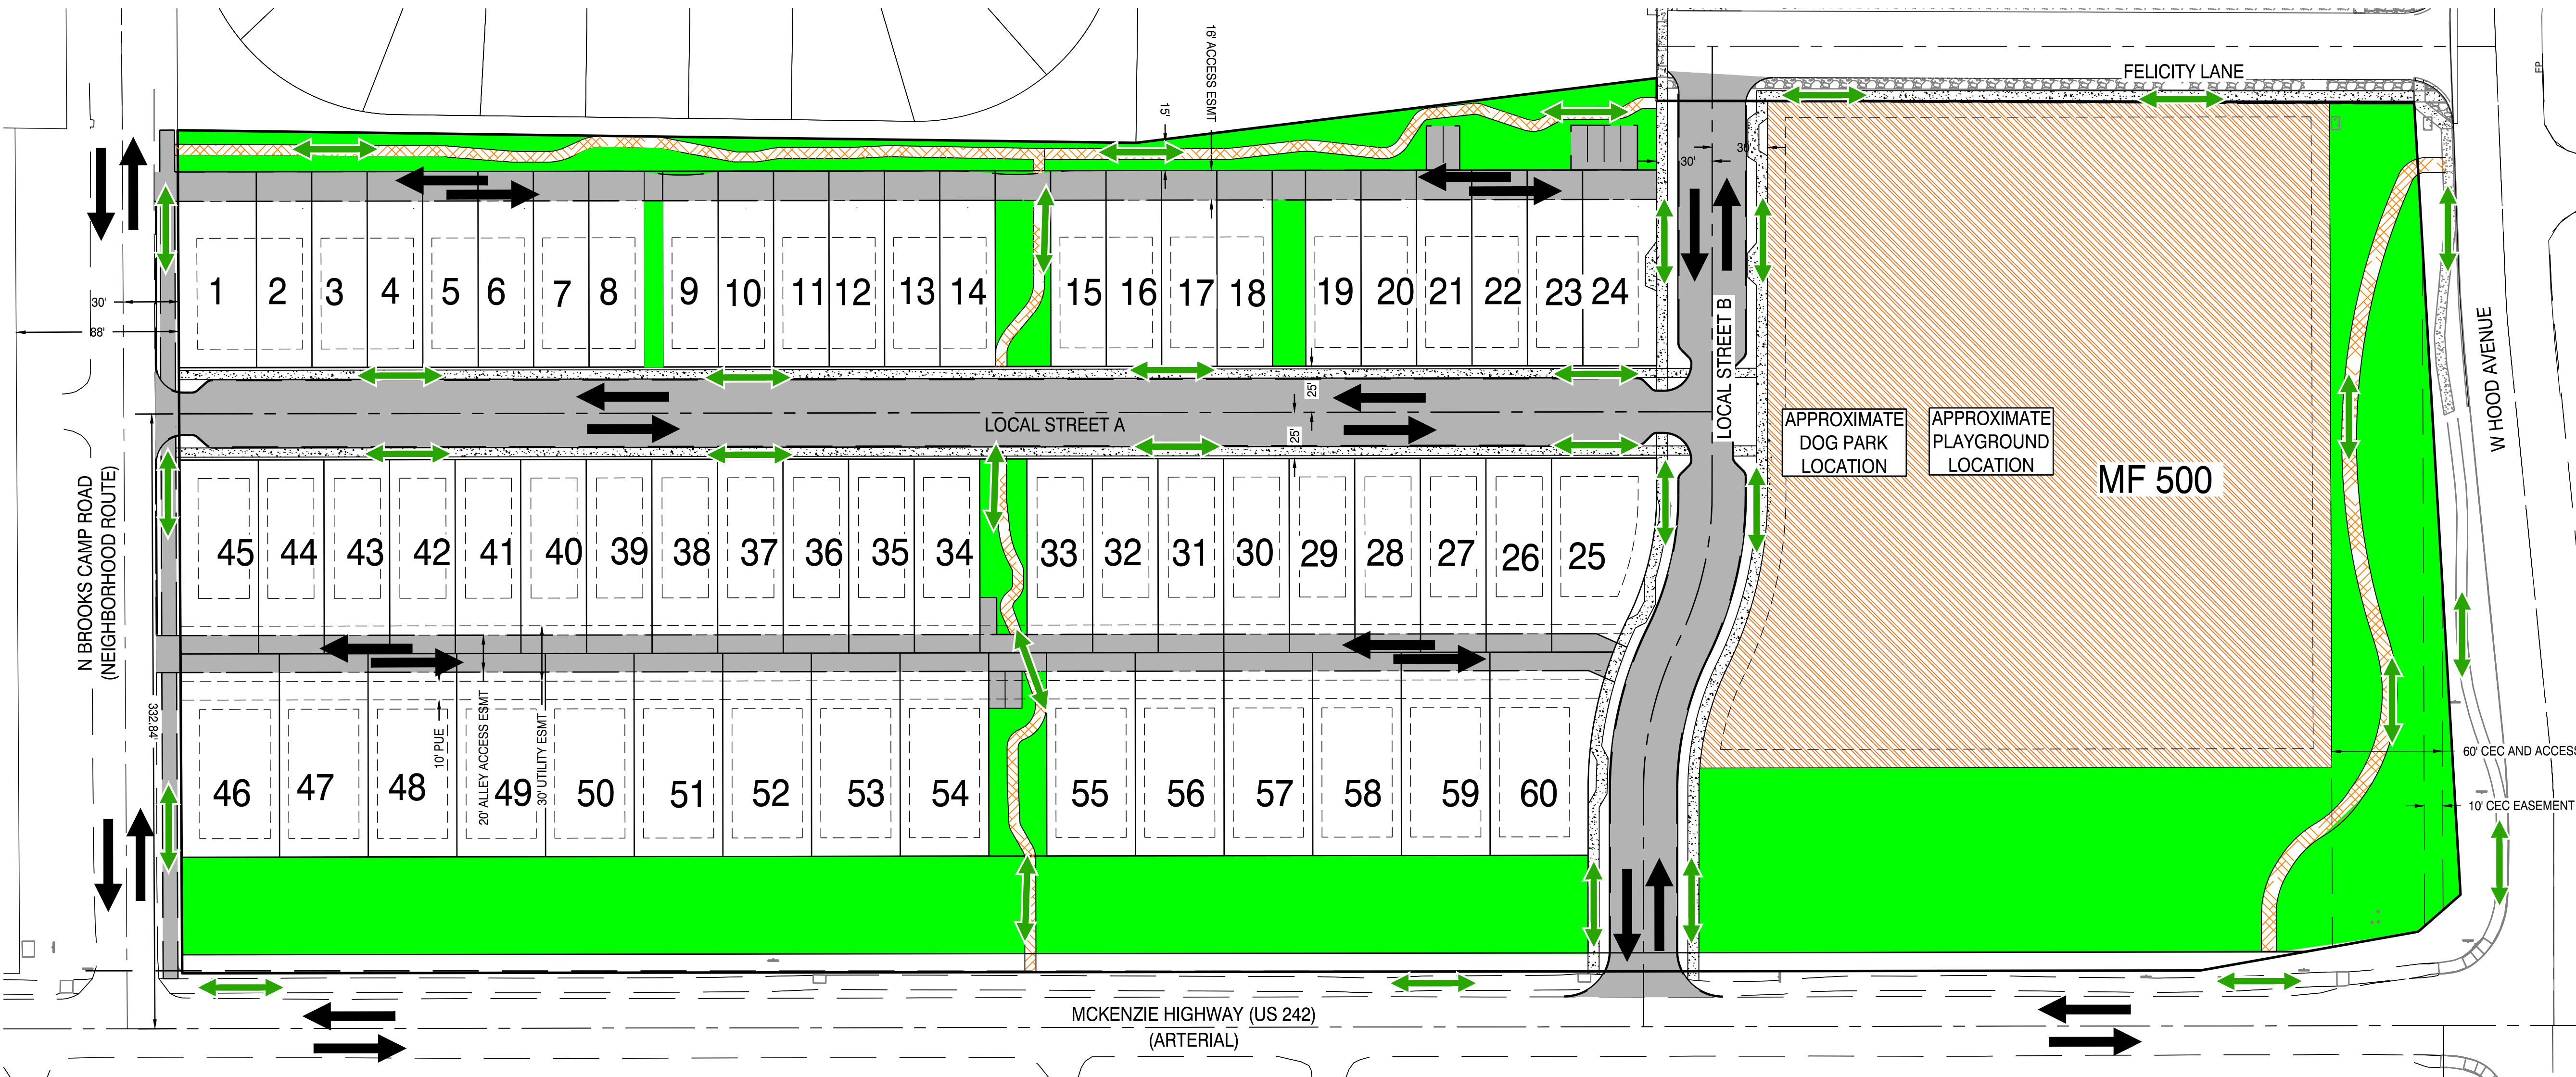 16' ACCESS ESMT
15'
FELICITY LANE
EP
30'
30'
30'
88'
1 2 3 4 5 6 7 8 9 10 11 12 13 14 15 16 17 18 19 20 21 22 23 24
LOCAL STREET B
W HOOD AVENUE
25'
LOCAL STREET A
25'
APPROXIMATE
DOG PARK
LOCATION
APPROXIMATE
PLAYGROUND
LOCATION
MF 500
N BROOKS CAMP ROAD
(NEIGHBORHOOD ROUTE)
45 44 43 42 41 40 39 38 37 36 35 34 33 32 31 30 29 28 27 26 25
332.84'
10' PUE
20' ALLEY ACCESS ESMT
30' UTILITY ESMT
46 47 48 49 50 51 52 53 54 55 56 57 58 59 60
60' CEC AND ACCESS
10' CEC EASEMENT
MCKENZIE HIGHWAY (US 242)
(ARTERIAL)